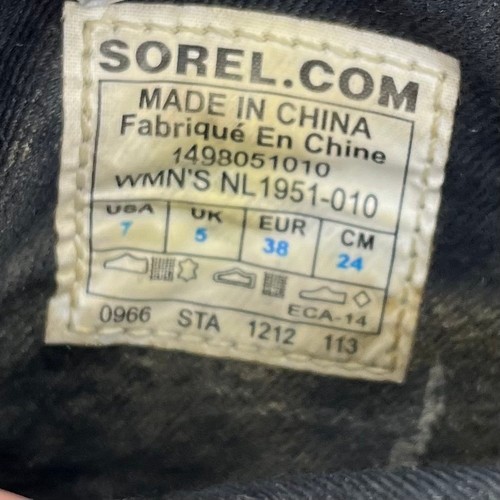 SOREL.COM
MADE IN CHINA
Fabriqué En Chine
1498051010
WMN'S NL1951-010
USA UK EUR CM
7 5 38 24
ECA-14
0966 STA 1212 113